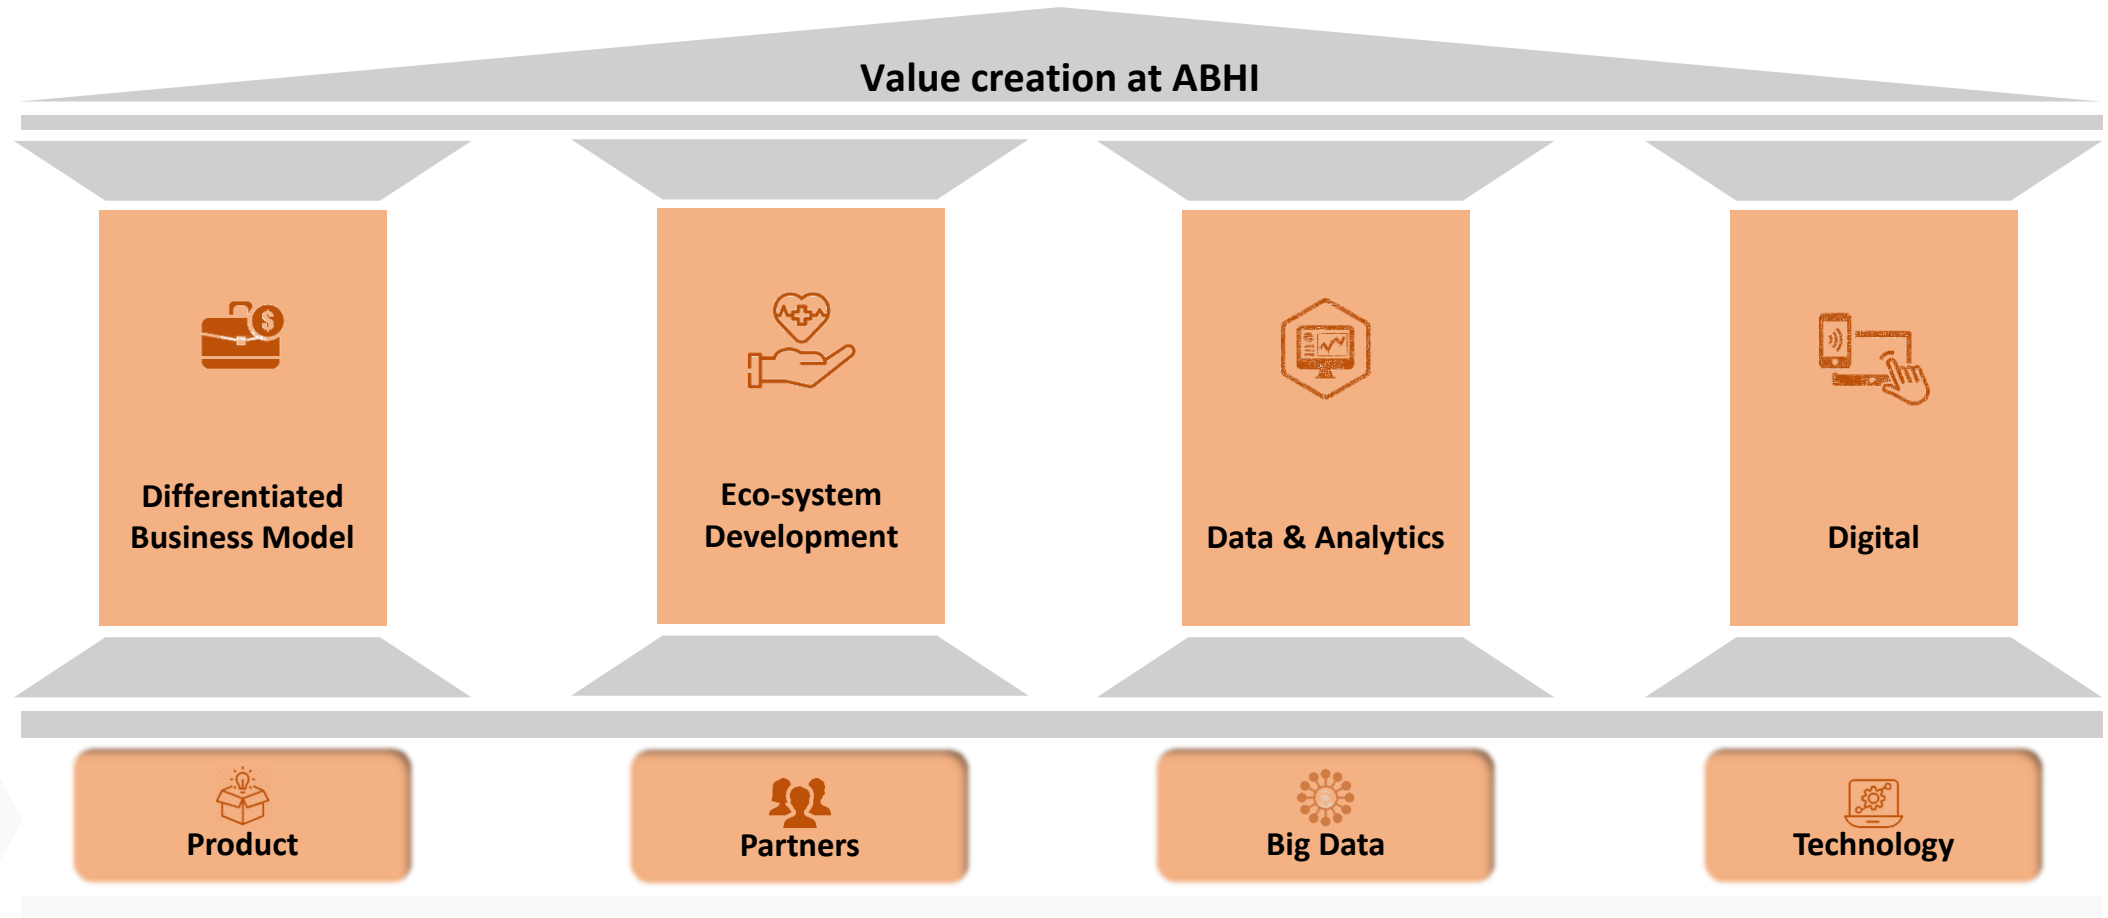 Value creation at ABHI
Differentiated
Business Model
Eco-system
Development
Data & Analytics
Digital
Product
Partners
Big Data
Technology